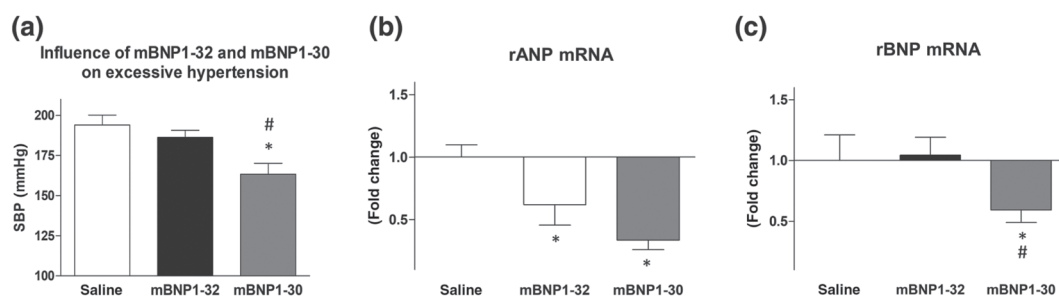 (a)
Influence of mBNP1-32 and mBNP1-30
on excessive hypertension
SBP (mmHg)
200
175
150
125
100
#
*
Saline mBNP1-32 mBNP1-30
(b)
rANP mRNA
(Fold change)
1.5
1.0
0.5
*
*
Saline mBNP1-32 mBNP1-30
(c)
rBNP mRNA
(Fold change)
1.5
1.0
0.5
*
#
Saline mBNP1-32 mBNP1-30